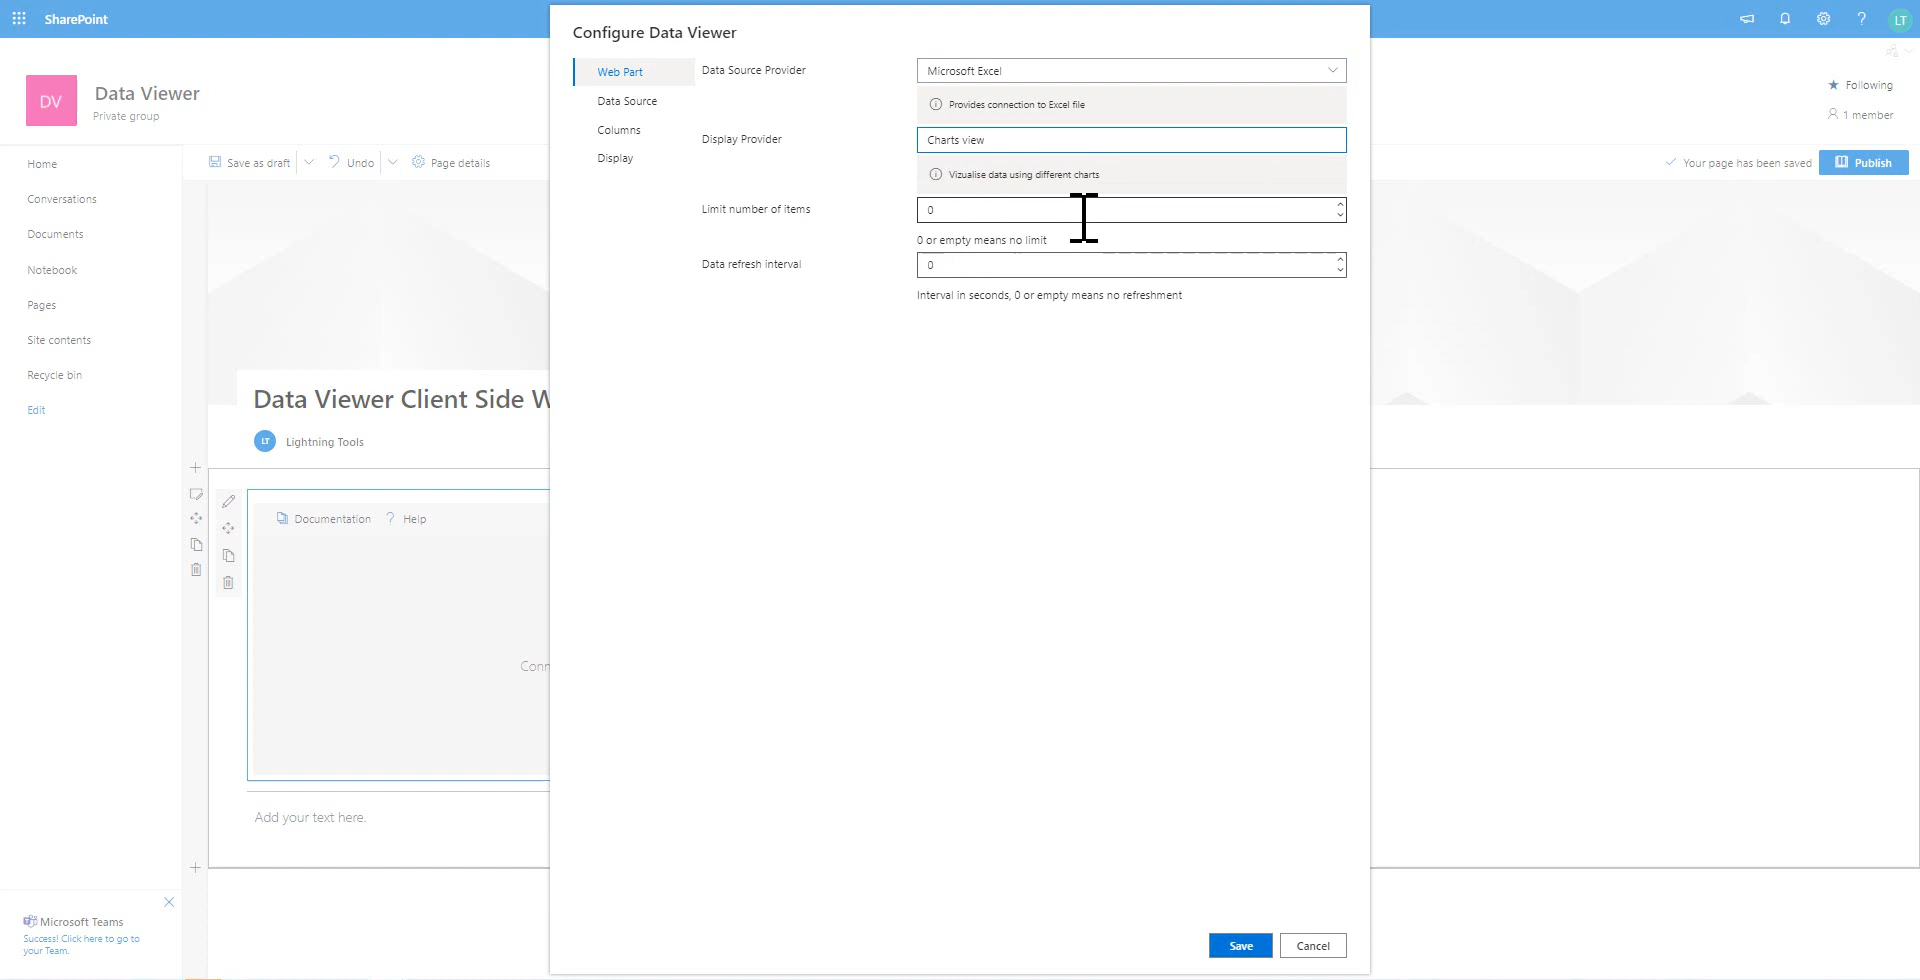 SharePoint
LT
Configure Data Viewer
Web Part
Data Source
Columns
Display
Data Source Provider
Microsoft Excel
Provides connection to Excel file
Display Provider
Charts view
Vizualise data using different charts
Limit number of items
0
0 or empty means no limit
Data refresh interval
0
Interval in seconds, 0 or empty means no refreshment
Save
Cancel
DV
Data Viewer
Private group
Following
1 member
Home
Conversations
Documents
Notebook
Pages
Site contents
Recycle bin
Edit
Save as draft
Undo
Page details
Your page has been saved
Publish
Data Viewer Client Side W
LT
Lightning Tools
Documentation
? Help
Conn
Add your text here.
Microsoft Teams
Success! Click here to go to
your Team.